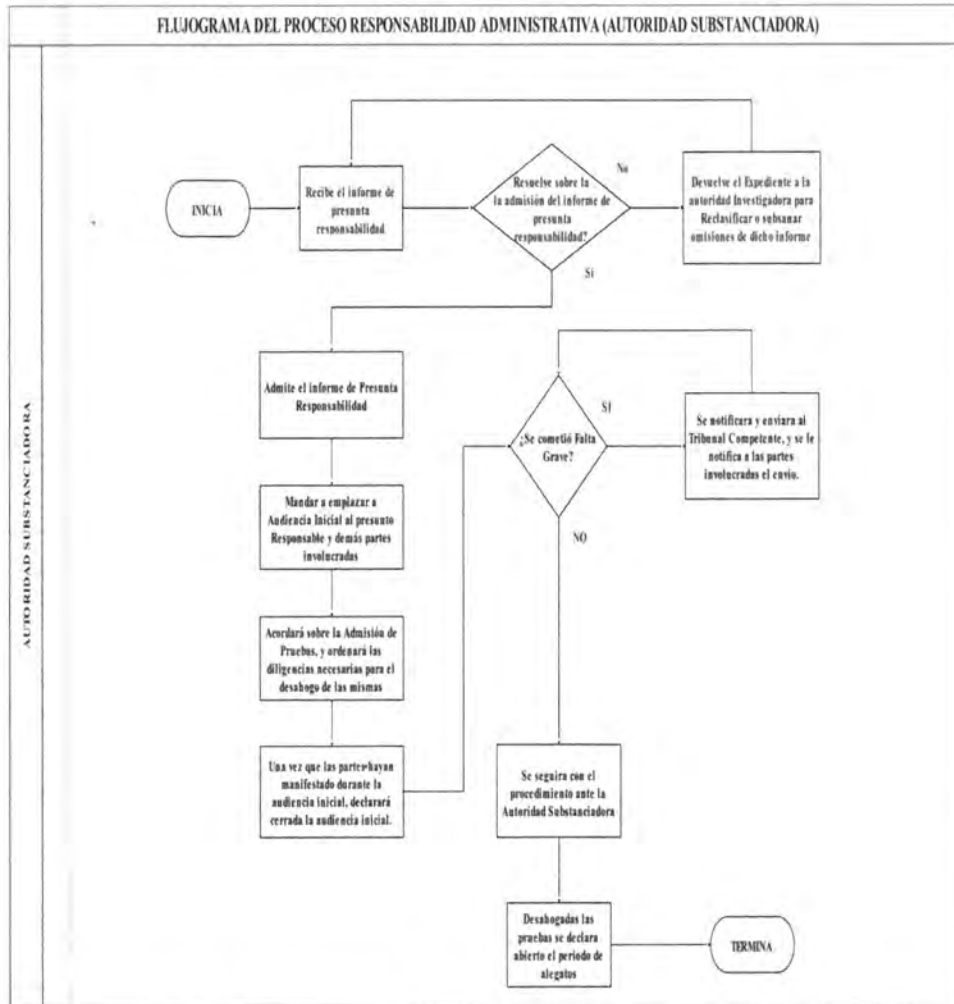 FLUJOGRAMA DEL PROCESO RESPONSABILIDAD ADMINISTRATIVA (AUTORIDAD SUBSTANCIADORA)
AUTORIDAD SUBSTANCIADORA
INICIA
Recibe el informe de
presunta
responsabilidad
Resuelve sobre la
la admisión del informe de
presunta
responsabilidad?
No
Devuelve el Expediente a la
autoridad Investigadora para
Reclasificar o subsanar
omisiones de dicho informe
Si
Admite el informe de Presunta
Responsabilidad
Mandar a emplazar a
Audiencia Inicial al presunto
Responsable y demás partes
involucradas
Acordará sobre la Admisión de
Pruebas, y ordenará las
diligencias necesarias para el
desahogo de las mismas
Una vez que las partes hayan
manifestado durante la
audiencia inicial, declarará
cerrada la audiencia inicial.
¿Se cometió Falta
Grave?
SI
Se notificara y enviara al
Tribunal Competente, y se le
notifica a las partes
involucradas el envío.
NO
Se seguira con el
procedimiento ante la
Autoridad Substanciadora
Desahogadas las
pruebas se declara
abierto el periodo de
alegatos
TERMINA